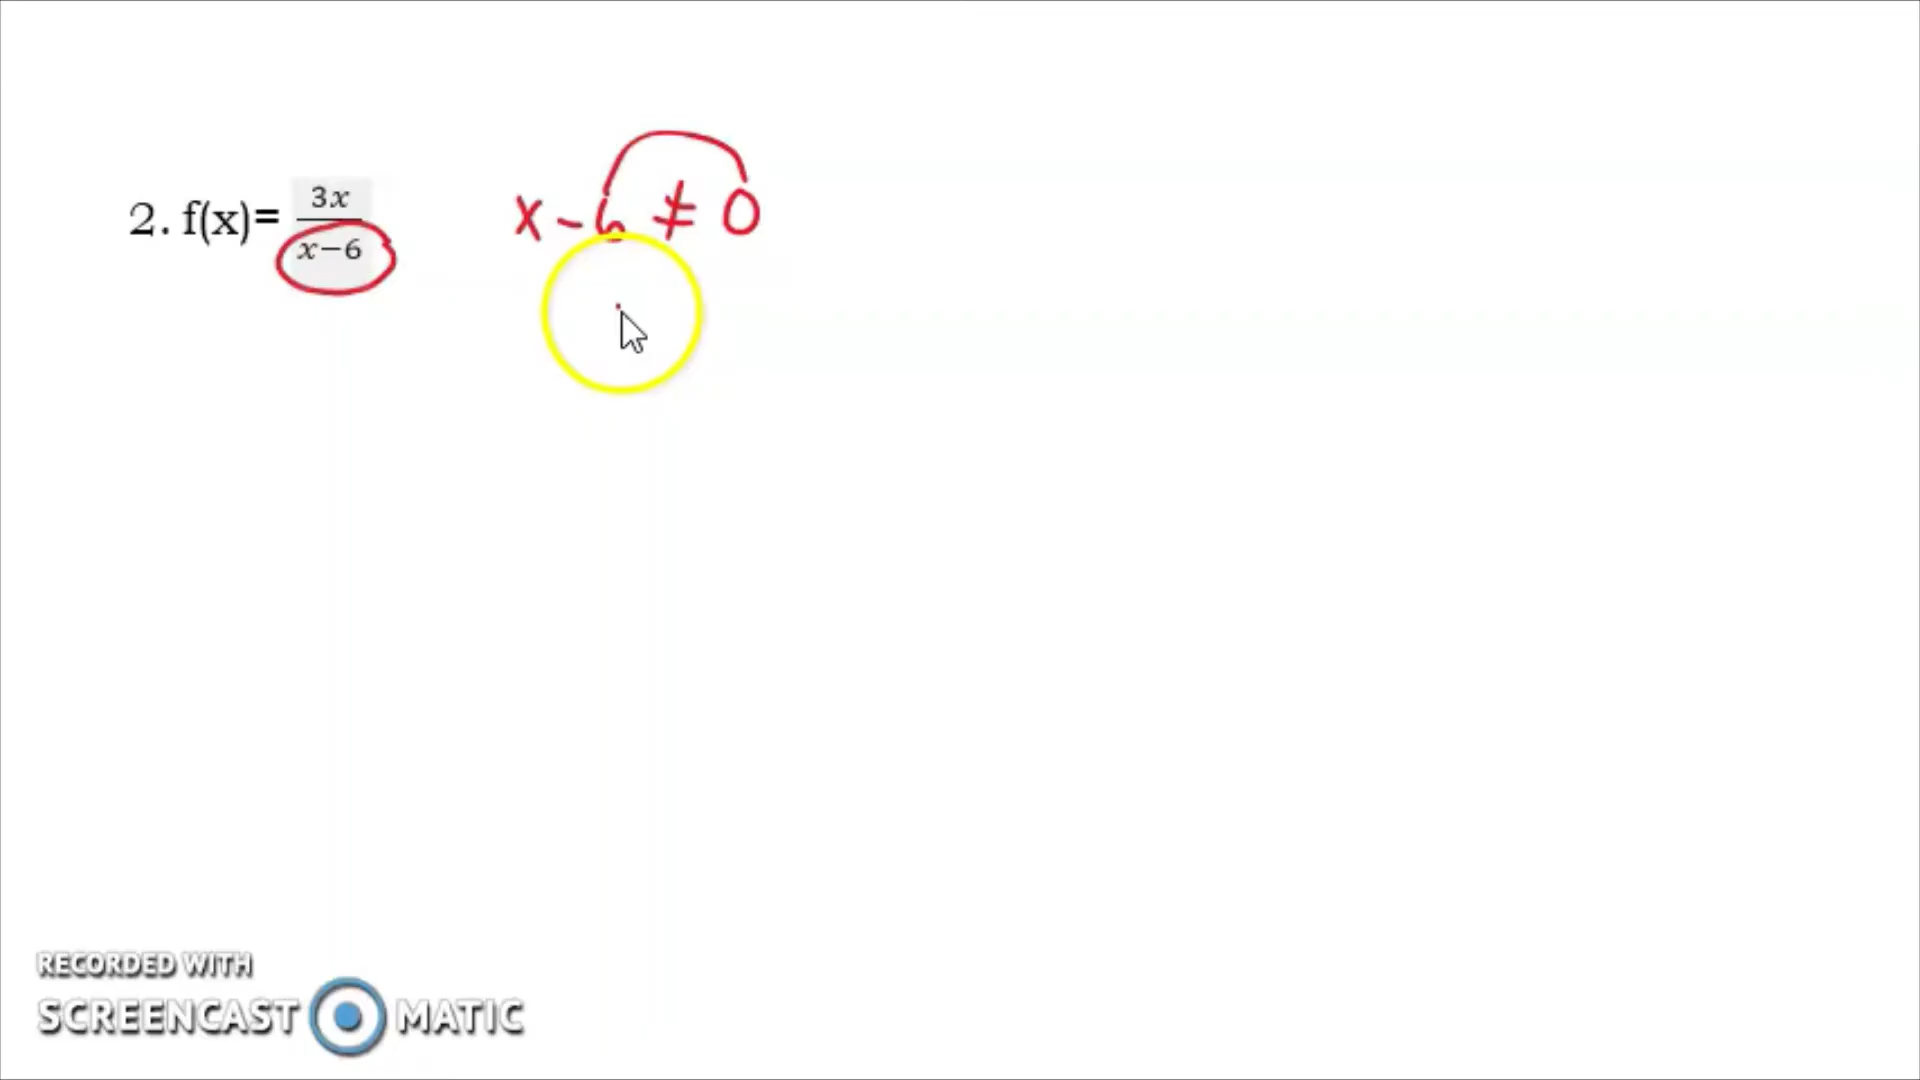 2. f(x)= 3x/x−6
x - 6 ≠ 0
RECORDED WITH
SCREENCAST MATIC